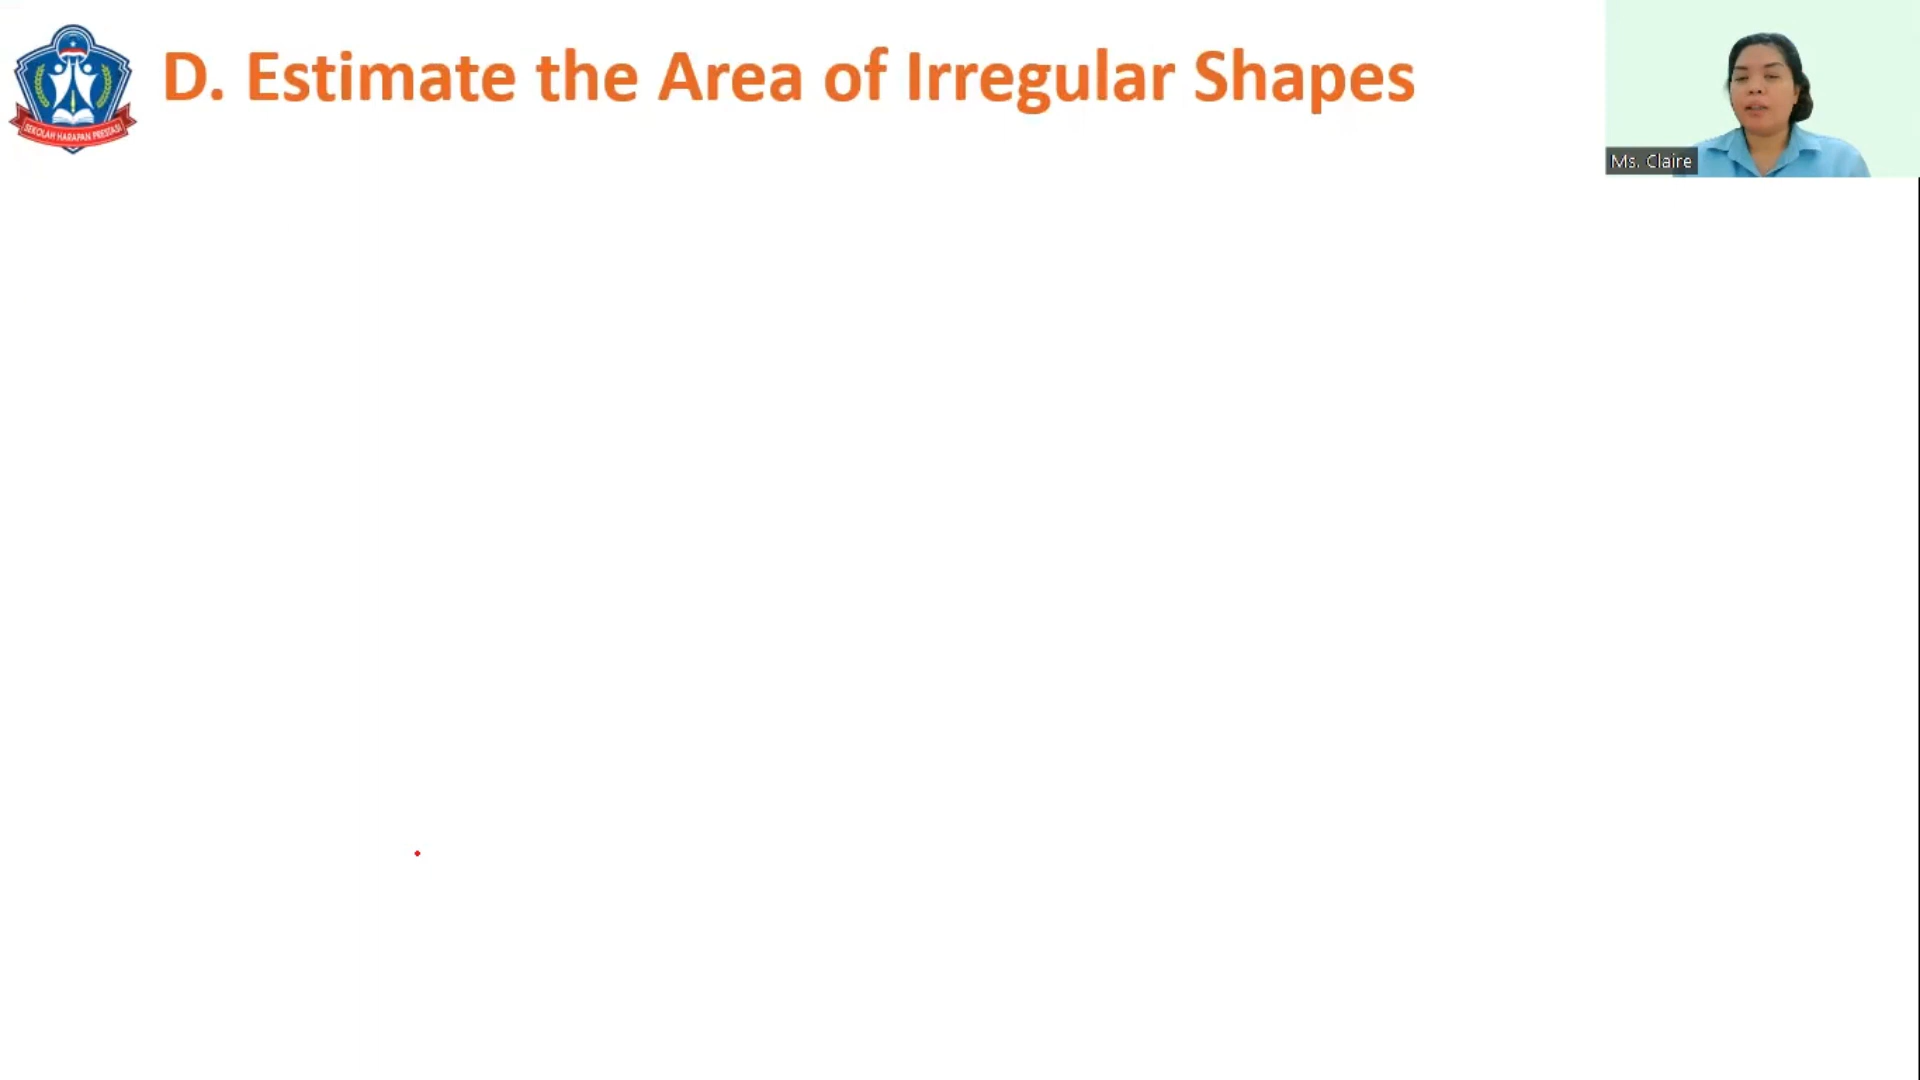 D. Estimate the Area of Irregular Shapes
SEKOLAH HARAPAN PRESTASI
Ms. Claire